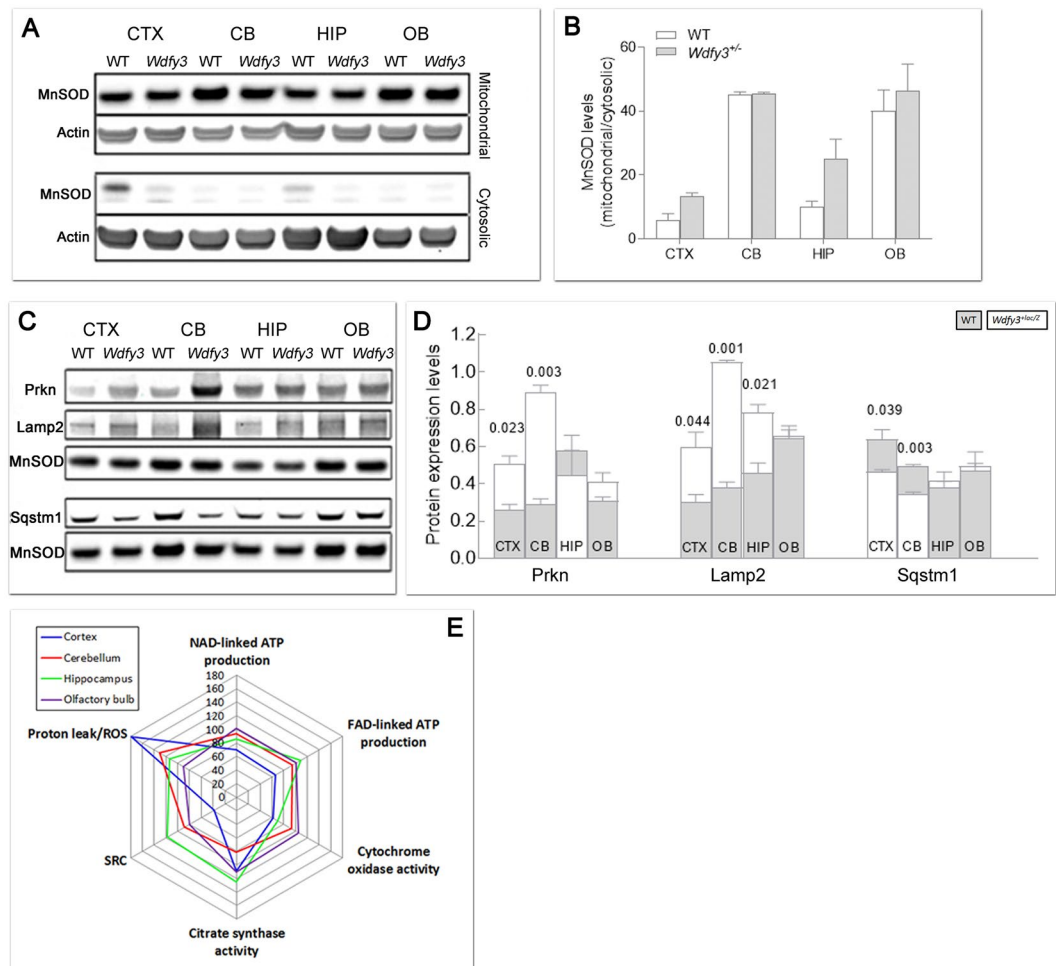 A
CTX CB HIP OB
WT Wdfy3 WT Wdfy3 WT Wdfy3 WT Wdfy3
MnSOD
Actin
Mitochondrial
MnSOD
Actin
Cytosolic
B
WT
Wdfy3+/-
MnSOD levels
(mitochondrial/cytosolic)
60
40
20
0
CTX CB HIP OB
C
CTX CB HIP OB
WT Wdfy3 WT Wdfy3 WT Wdfy3 WT Wdfy3
Prkn
Lamp2
MnSOD
Sqstm1
MnSOD
D
WT Wdfy3+lac/Z
Protein expression levels
1.2
1.0
0.8
0.6
0.4
0.2
0.0
0.023 0.003 0.044 0.001 0.021 0.039 0.003
CTX CB HIP OB CTX CB HIP OB CTX CB HIP OB
Prkn Lamp2 Sqstm1
E
Cortex
Cerebellum
Hippocampus
Olfactory bulb
NAD-linked ATP
production
FAD-linked ATP
production
Cytochrome
oxidase activity
Citrate synthase
activity
SRC
Proton leak/ROS
180
160
140
120
100
80
60
40
20
0